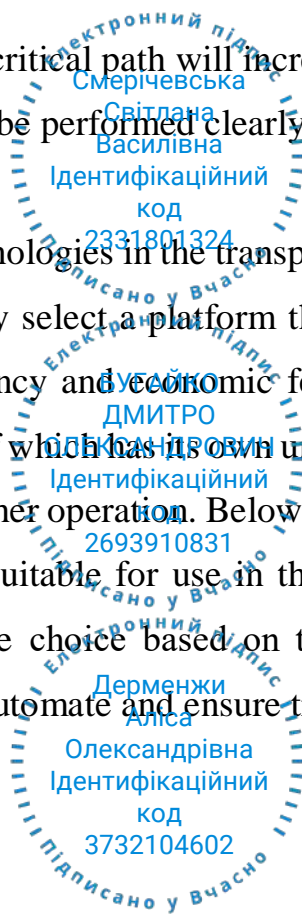 critical path will incre
be performed clearly
nologies in the transp
y select a platform th
ncy and economic fe
f which has its own u
her operation. Below
uitable for use in th
e choice based on t
utomate and ensure t
Електронний підпис
Смерічевська
Світлана
Василівна
Ідентифікаційний
код
2331801324
Підписано у Вчасно
Електронний підпис
БУГАЙКО
ДМИТРО
ОЛЕКСАНДРОВИЧ
Ідентифікаційний
код
2693910831
Підписано у Вчасно
Електронний підпис
Дерменжи
Аліса
Олександрівна
Ідентифікаційний
код
3732104602
Підписано у Вчасно